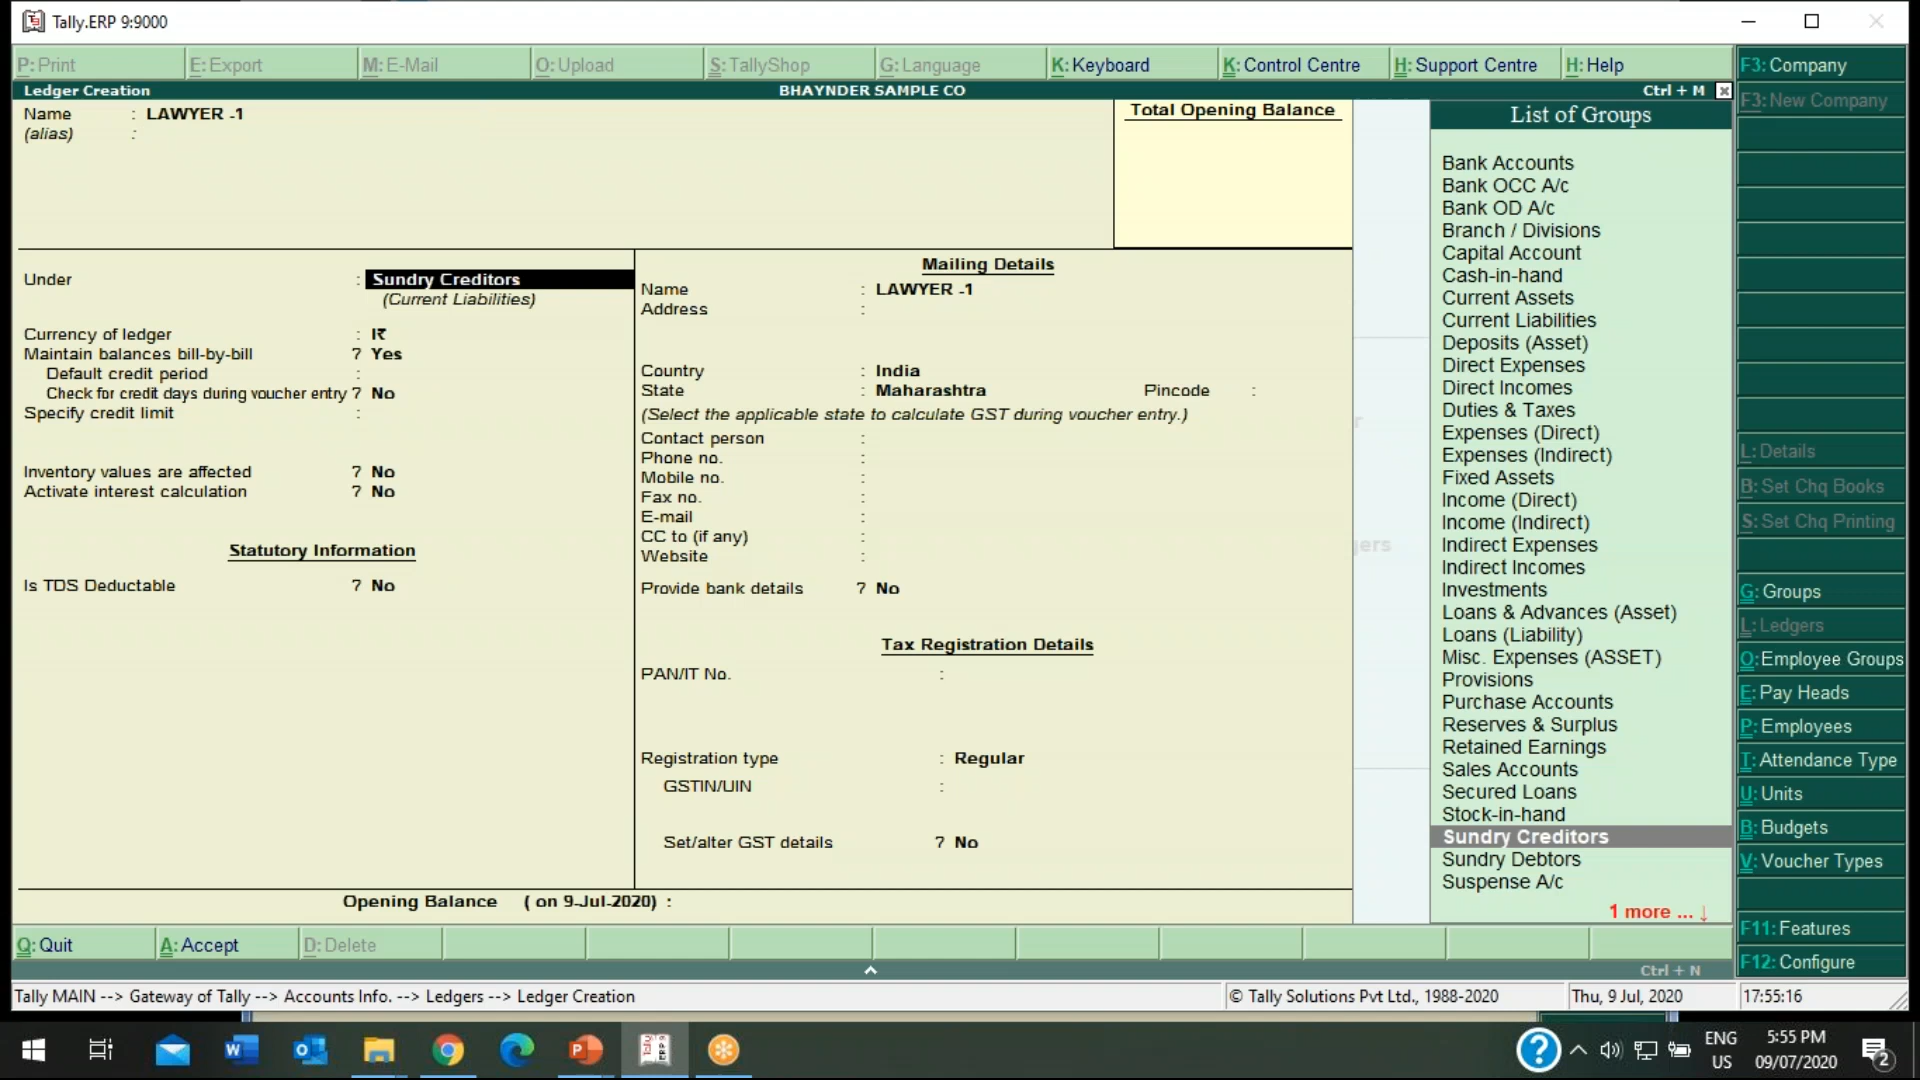 Tally.ERP 9:9000
P: Print E: Export M: E-Mail O: Upload S: TallyShop G: Language K: Keyboard K: Control Centre H: Support Centre H: Help
Ledger Creation BHAYNDER SAMPLE CO Ctrl + M
Name : LAWYER -1
(alias) :
Total Opening Balance
Under : Sundry Creditors
(Current Liabilities)
Currency of ledger : I₹
Maintain balances bill-by-bill ? Yes
Default credit period :
Check for credit days during voucher entry ? No
Specify credit limit :
Inventory values are affected ? No
Activate interest calculation ? No
Statutory Information
Is TDS Deductable ? No
Mailing Details
Name : LAWYER -1
Address :
Country : India
State : Maharashtra Pincode :
(Select the applicable state to calculate GST during voucher entry.)
Contact person :
Phone no. :
Mobile no. :
Fax no. :
E-mail :
CC to (if any) :
Website :
Provide bank details ? No
Tax Registration Details
PAN/IT No. :
Registration type : Regular
GSTIN/UIN :
Set/alter GST details ? No
Opening Balance ( on 9-Jul-2020) :
List of Groups
Bank Accounts
Bank OCC A/c
Bank OD A/c
Branch / Divisions
Capital Account
Cash-in-hand
Current Assets
Current Liabilities
Deposits (Asset)
Direct Expenses
Direct Incomes
Duties & Taxes
Expenses (Direct)
Expenses (Indirect)
Fixed Assets
Income (Direct)
Income (Indirect)
Indirect Expenses
Indirect Incomes
Investments
Loans & Advances (Asset)
Loans (Liability)
Misc. Expenses (ASSET)
Provisions
Purchase Accounts
Reserves & Surplus
Retained Earnings
Sales Accounts
Secured Loans
Stock-in-hand
Sundry Creditors
Sundry Debtors
Suspense A/c
1 more ... ↓
F3: Company
F3: New Company
L: Details
B: Set Chq Books
S: Set Chq Printing
G: Groups
L: Ledgers
O: Employee Groups
E: Pay Heads
P: Employees
T: Attendance Type
U: Units
B: Budgets
V: Voucher Types
F11: Features
F12: Configure
Q: Quit A: Accept D: Delete
Ctrl + N
Tally MAIN --> Gateway of Tally --> Accounts Info. --> Ledgers --> Ledger Creation © Tally Solutions Pvt Ltd., 1988-2020 Thu, 9 Jul, 2020 17:55:16
ENG
US
5:55 PM
09/07/2020
2